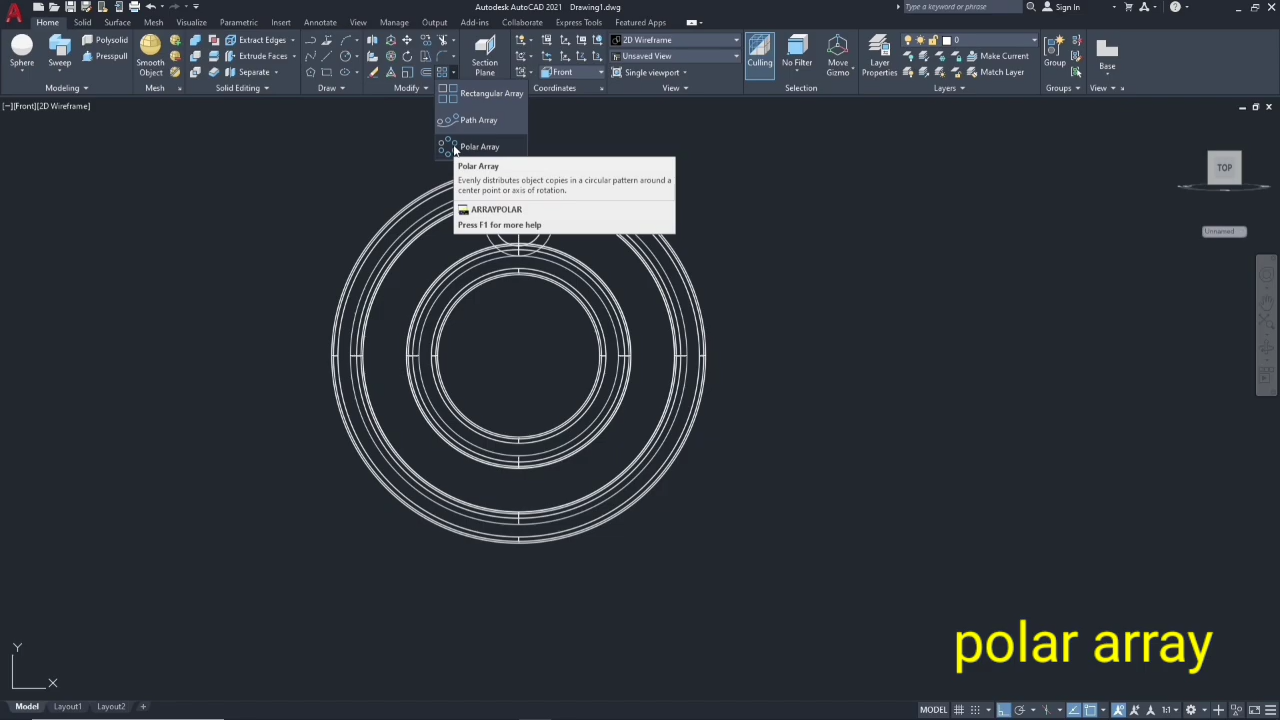 Autodesk AutoCAD 2021 Drawing1.dwg
Type a keyword or phrase
Sign In
Home Solid Surface Mesh Visualize Parametric Insert Annotate View Manage Output Add-ins Collaborate Express Tools Featured Apps
Sphere
Sweep
Polysolid
Presspull
Smooth
Object
Extract Edges
Extrude Faces
Separate
Section
Plane
Front
2D Wireframe
Unsaved View
Single viewport
Culling
No Filter
Move
Gizmo
Layer
Properties
0
Make Current
Match Layer
Group
Base
Modeling Mesh Solid Editing Draw Modify Coordinates View Selection Layers Groups View
Rectangular Array
Path Array
Polar Array
[−][Front][2D Wireframe]
Polar Array
Evenly distributes object copies in a circular pattern around a
center point or axis of rotation.
ARRAYPOLAR
Press F1 for more help
TOP
Unnamed
polar array
Y
X
Model Layout1 Layout2 +
MODEL
1:1